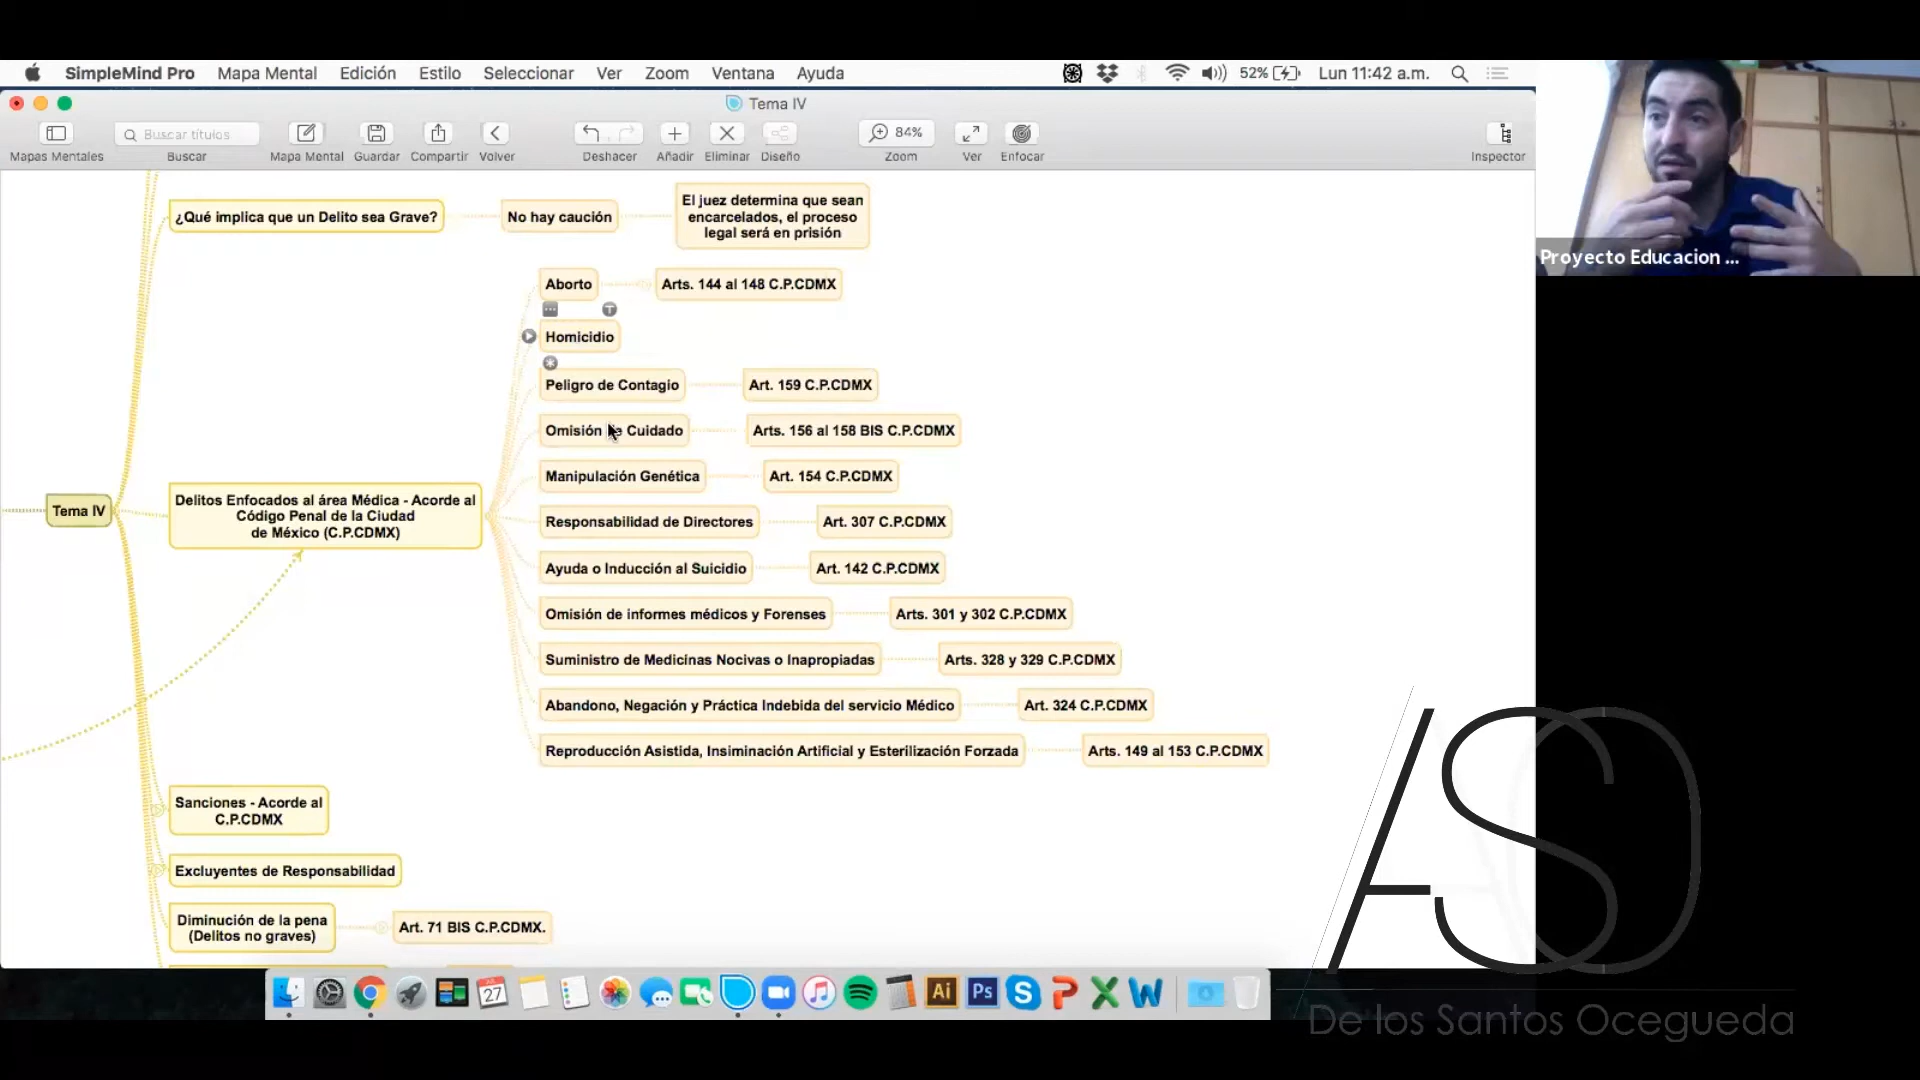 SimpleMind Pro Mapa Mental Edición Estilo Seleccionar Ver Zoom Ventana Ayuda 52% Lun 11:42 a.m.
Tema IV
Buscar títulos
84%
Mapas Mentales Buscar Mapa Mental Guardar Compartir Volver Deshacer Añadir Eliminar Diseño Zoom Ver Enfocar Inspector
Proyecto Educacion ...
¿Qué implica que un Delito sea Grave?
No hay caución
El juez determina que sean
encarcelados, el proceso
legal será en prisión
Tema IV
Delitos Enfocados al área Médica - Acorde al
Código Penal de la Ciudad
de México (C.P.CDMX)
Aborto
Arts. 144 al 148 C.P.CDMX
Homicidio
Peligro de Contagio
Art. 159 C.P.CDMX
Omisión de Cuidado
Arts. 156 al 158 BIS C.P.CDMX
Manipulación Genética
Art. 154 C.P.CDMX
Responsabilidad de Directores
Art. 307 C.P.CDMX
Ayuda o Inducción al Suicidio
Art. 142 C.P.CDMX
Omisión de informes médicos y Forenses
Arts. 301 y 302 C.P.CDMX
Suministro de Medicinas Nocivas o Inapropiadas
Arts. 328 y 329 C.P.CDMX
Abandono, Negación y Práctica Indebida del servicio Médico
Art. 324 C.P.CDMX
Reproducción Asistida, Insiminación Artificial y Esterilización Forzada
Arts. 149 al 153 C.P.CDMX
Sanciones - Acorde al
C.P.CDMX
Excluyentes de Responsabilidad
Diminución de la pena
(Delitos no graves)
Art. 71 BIS C.P.CDMX.
27
Ai
Ps
ASO
De los Santos Ocegueda